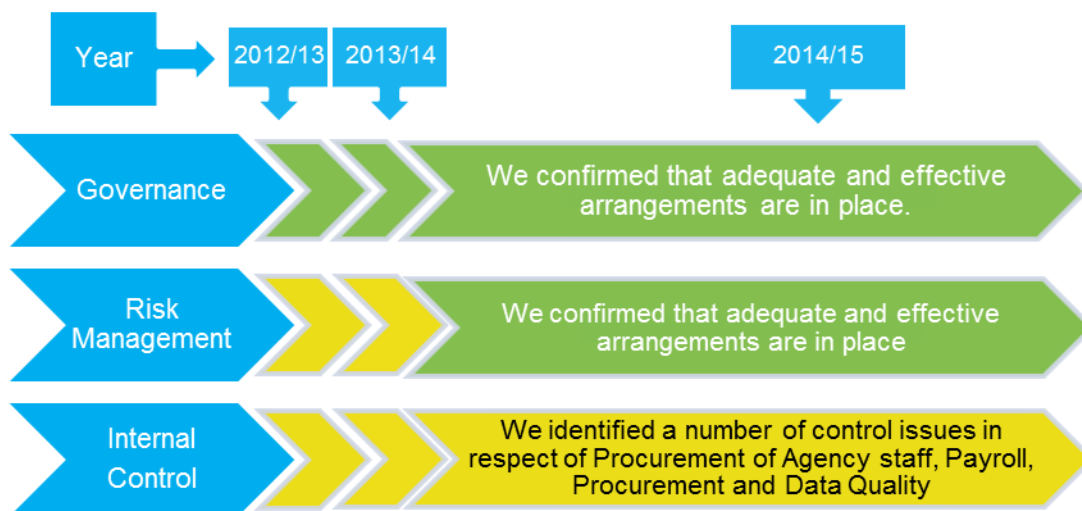 Year
2012/13
2013/14
2014/15
Governance
We confirmed that adequate and effective
arrangements are in place.
Risk
Management
We confirmed that adequate and effective
arrangements are in place
Internal
Control
We identified a number of control issues in
respect of Procurement of Agency staff, Payroll,
Procurement and Data Quality